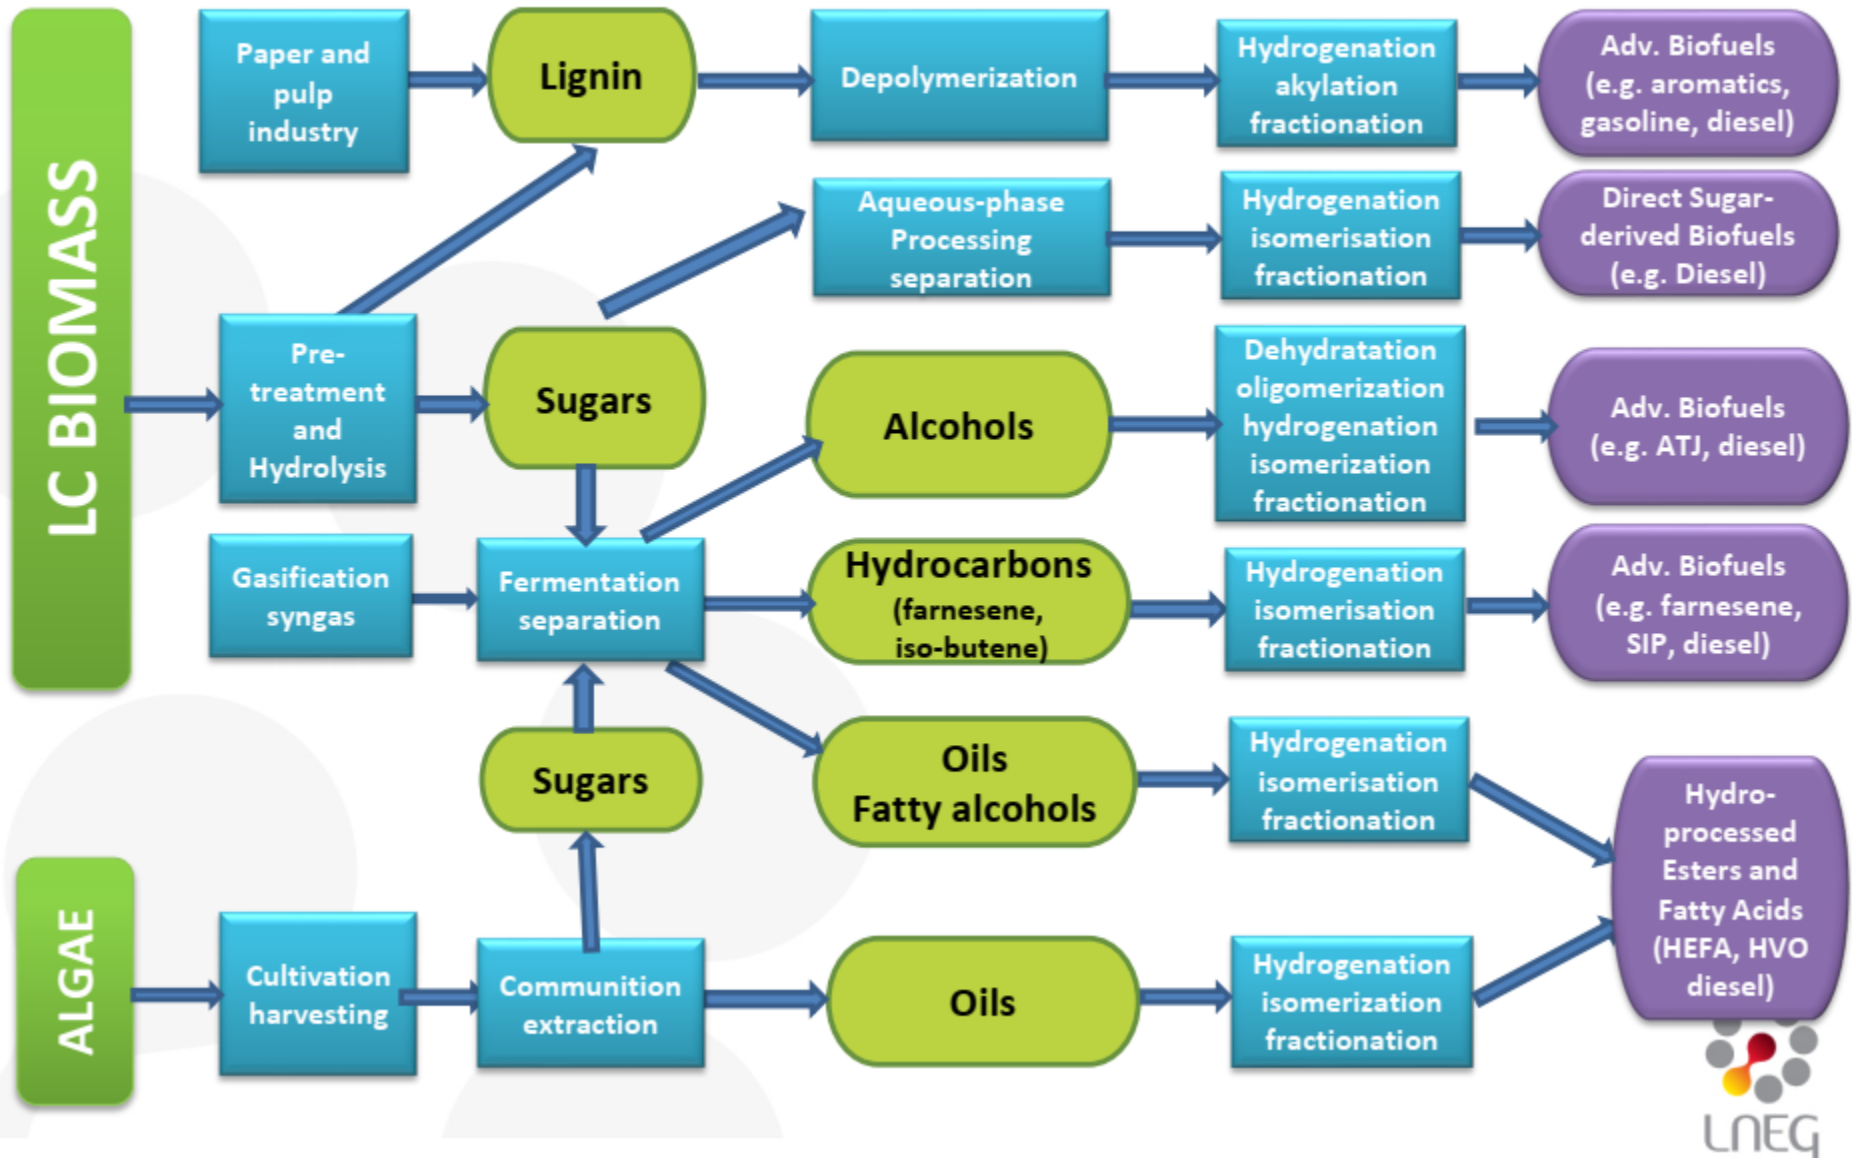 LC BIOMASS
Paper and
pulp
industry
Lignin
Depolymerization
Hydrogenation
akylation
fractionation
Adv. Biofuels
(e.g. aromatics,
gasoline, diesel)
Aqueous-phase
Processing
separation
Hydrogenation
isomerisation
fractionation
Direct Sugar-
derived Biofuels
(e.g. Diesel)
Pre-
treatment
and
Hydrolysis
Sugars
Alcohols
Dehydratation
oligomerization
hydrogenation
isomerization
fractionation
Adv. Biofuels
(e.g. ATJ, diesel)
Gasification
syngas
Fermentation
separation
Hydrocarbons
(farnesene,
iso-butene)
Hydrogenation
isomerisation
fractionation
Adv. Biofuels
(e.g. farnesene,
SIP, diesel)
Sugars
Oils
Fatty alcohols
Hydrogenation
isomerisation
fractionation
Hydro-
processed
Esters and
Fatty Acids
(HEFA, HVO
diesel)
ALGAE
Cultivation
harvesting
Communition
extraction
Oils
Hydrogenation
isomerization
fractionation
LNEG